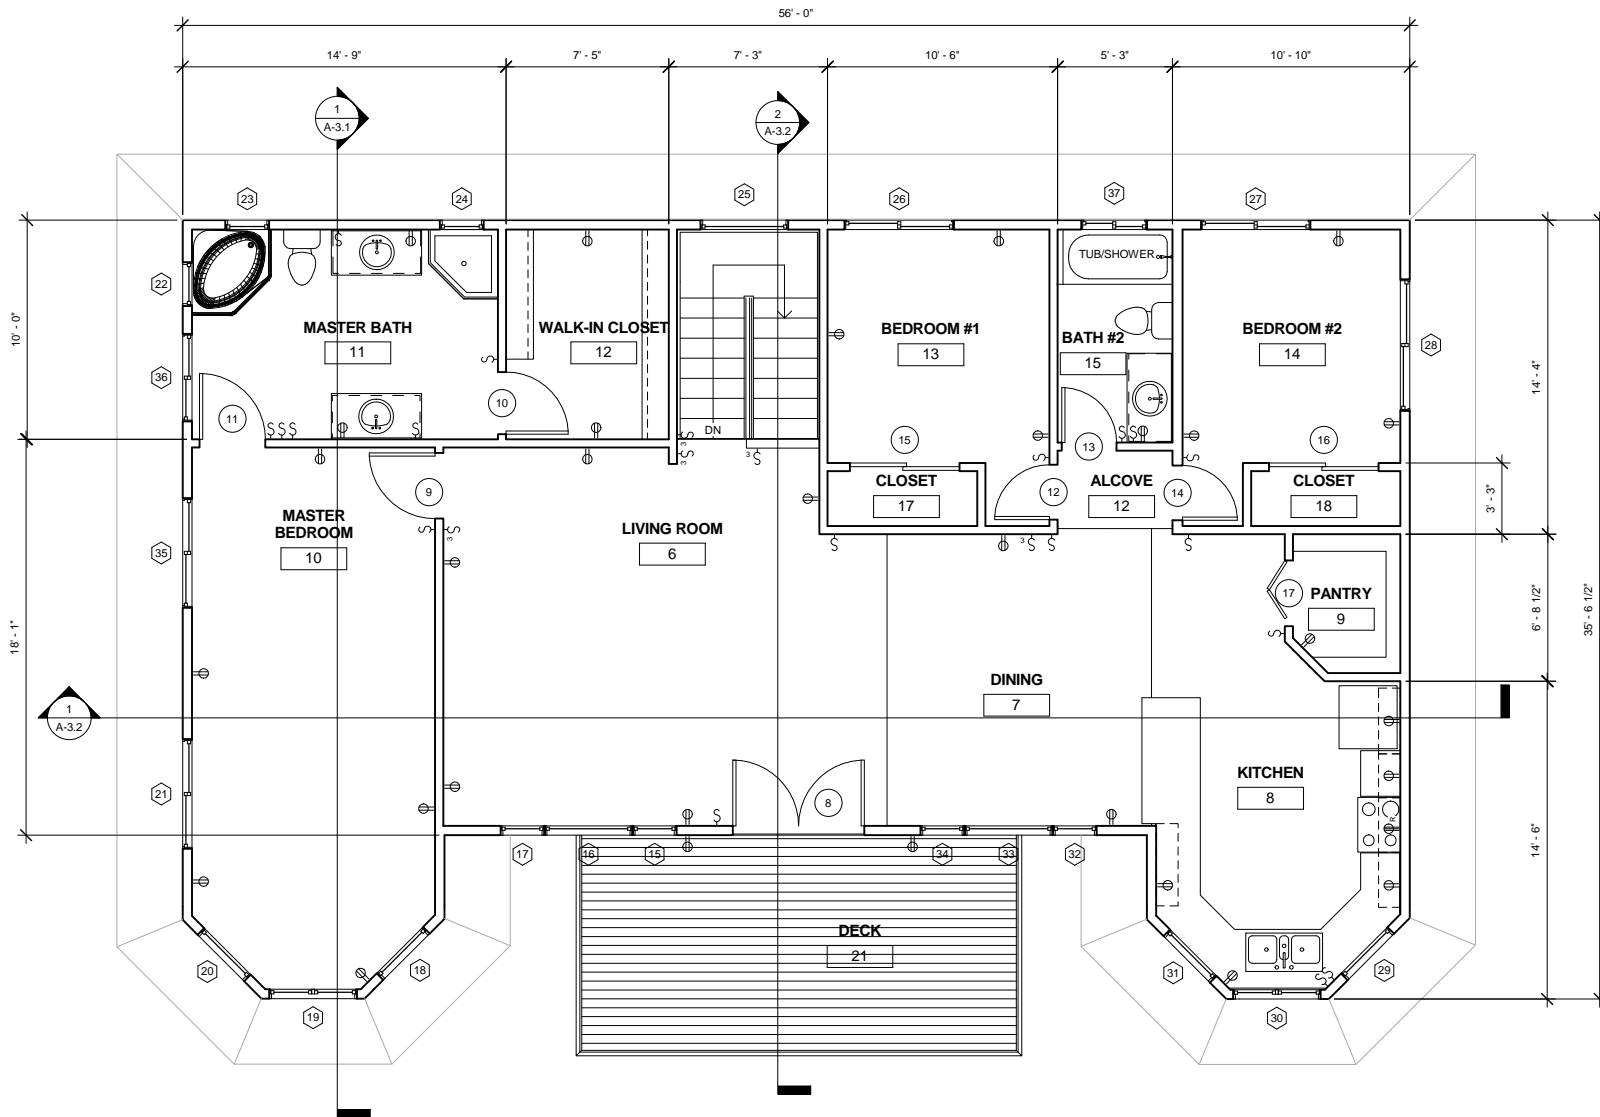 56' - 0"
14' - 9"
7' - 5"
7' - 3"
10' - 6"
5' - 3"
10' - 10"
1
A-3.1
2
A-3.2
23
24
25
26
37
27
TUB/SHOWER
22
10' - 0"
MASTER BATH
11
WALK-IN CLOSET
12
BEDROOM #1
13
BATH #2
15
BEDROOM #2
14
28
36
14' - 4"
11
10
DN
15
13
16
S
S S S
S
S
S S
S
3
S
3
S
3
S
S
S
9
CLOSET
17
12
ALCOVE
12
14
CLOSET
18
3' - 3"
MASTER
BEDROOM
10
LIVING ROOM
6
S
S
3
S
3
S
S
S
35
17
PANTRY
9
S
6' - 8 1/2"
35' - 6 1/2"
18' - 1"
DINING
7
1
A-3.2
21
KITCHEN
8
8
S
R
17
16
15
34
33
32
14' - 6"
DECK
21
20
18
31
29
S
S
19
30